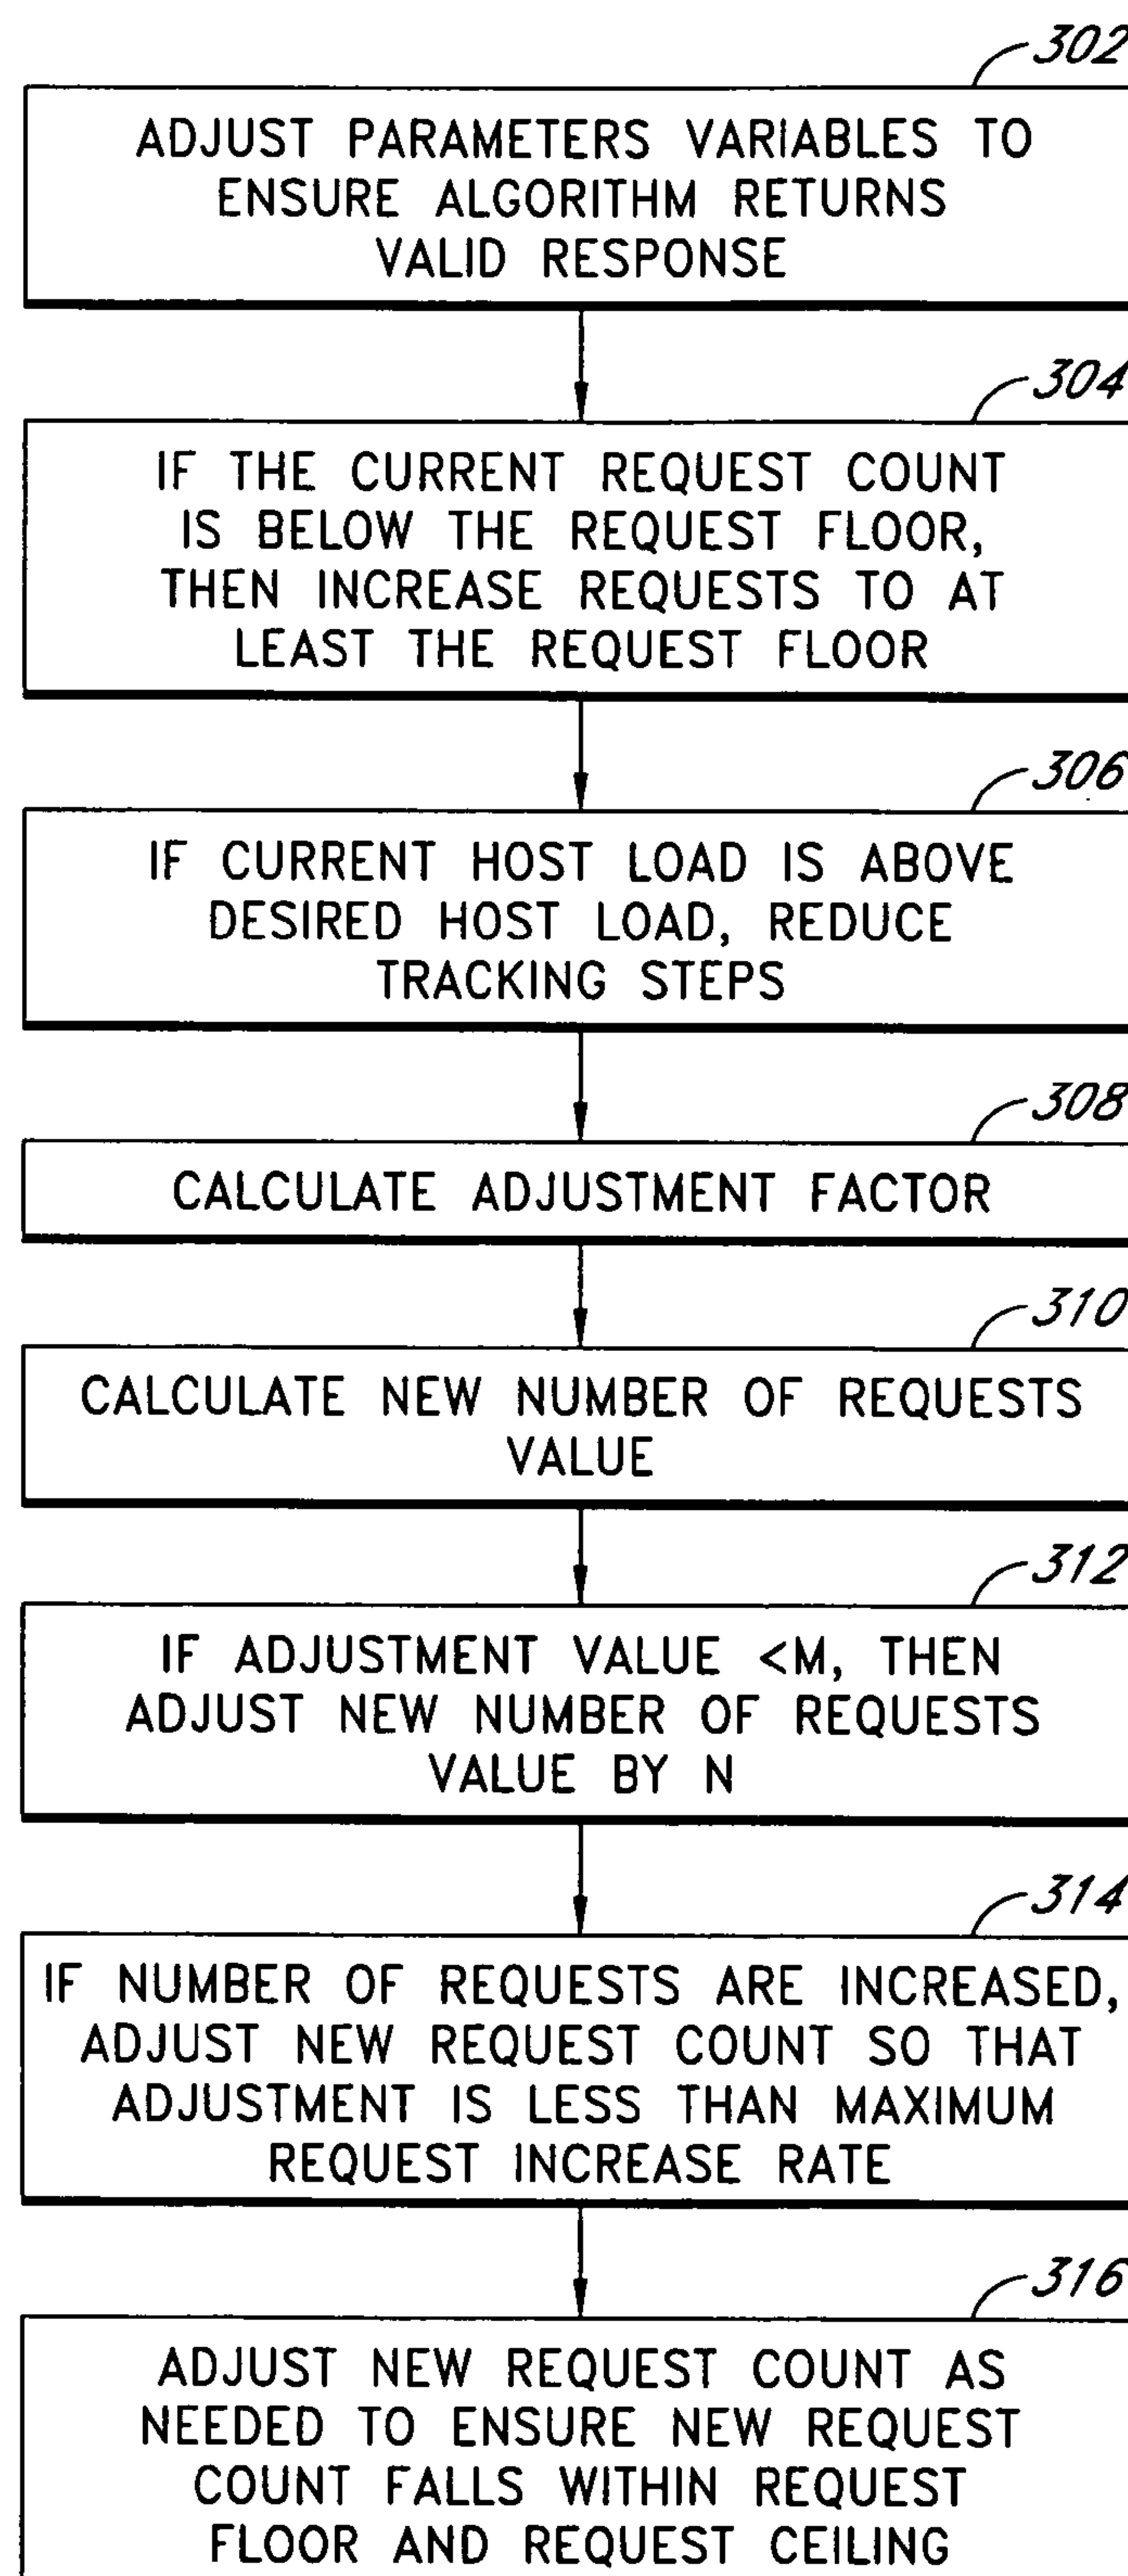 302
ADJUST PARAMETERS VARIABLES TO
ENSURE ALGORITHM RETURNS
VALID RESPONSE
304
IF THE CURRENT REQUEST COUNT
IS BELOW THE REQUEST FLOOR,
THEN INCREASE REQUESTS TO AT
LEAST THE REQUEST FLOOR
306
IF CURRENT HOST LOAD IS ABOVE
DESIRED HOST LOAD, REDUCE
TRACKING STEPS
308
CALCULATE ADJUSTMENT FACTOR
310
CALCULATE NEW NUMBER OF REQUESTS
VALUE
312
IF ADJUSTMENT VALUE <M, THEN
ADJUST NEW NUMBER OF REQUESTS
VALUE BY N
314
IF NUMBER OF REQUESTS ARE INCREASED,
ADJUST NEW REQUEST COUNT SO THAT
ADJUSTMENT IS LESS THAN MAXIMUM
REQUEST INCREASE RATE
316
ADJUST NEW REQUEST COUNT AS
NEEDED TO ENSURE NEW REQUEST
COUNT FALLS WITHIN REQUEST
FLOOR AND REQUEST CEILING